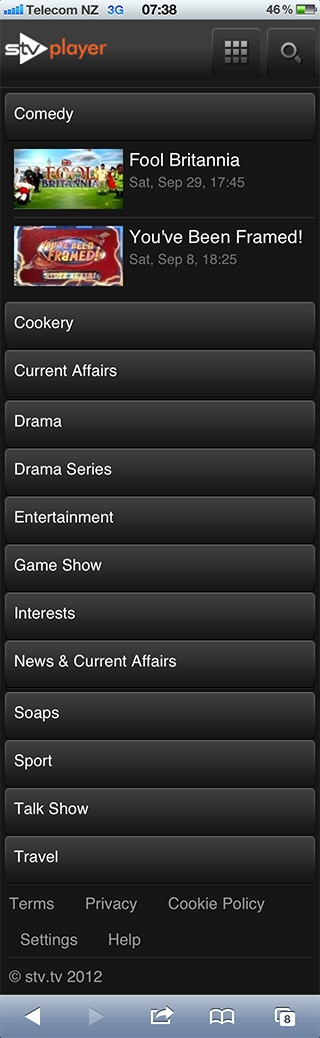 Telecom NZ 3G 07:38 46%
stv player
Comedy
FOOL
BRITANNIA
Fool Britannia
Sat, Sep 29, 17:45
YOU'VE BEEN
FRAMED!
You've Been Framed!
Sat, Sep 8, 18:25
Cookery
Current Affairs
Drama
Drama Series
Entertainment
Game Show
Interests
News & Current Affairs
Soaps
Sport
Talk Show
Travel
Terms Privacy Cookie Policy
Settings Help
© stv.tv 2012
8